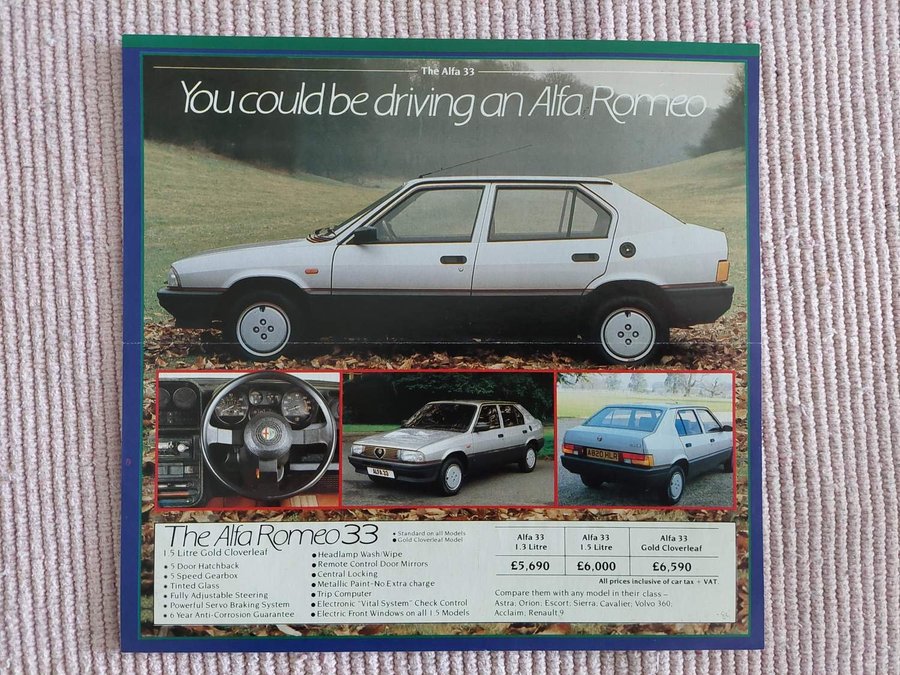 The Alfa 33
You could be driving an Alfa Romeo
ALFA 33
A820 HLR
The Alfa Romeo 33
1.5 Litre Gold Cloverleaf
• 5 Door Hatchback
• 5 Speed Gearbox
• Tinted Glass
• Fully Adjustable Steering
• Powerful Servo Braking System
• 6 Year Anti-Corrosion Guarantee
• Standard on all Models
● Gold Cloverleaf Model
● Headlamp Wash/Wipe
● Remote Control Door Mirrors
● Central Locking
● Metallic Paint-No Extra charge
● Trip Computer
● Electronic "Vital System" Check Control
● Electric Front Windows on all 1.5 Models
Alfa 33 Alfa 33 Alfa 33
1.3 Litre 1.5 Litre Gold Cloverleaf
£5,690 £6,000 £6,590
All prices inclusive of car tax + VAT.
Compare them with any model in their class –
Astra; Orion; Escort; Sierra; Cavalier; Volvo 360;
Acclaim; Renault 9.